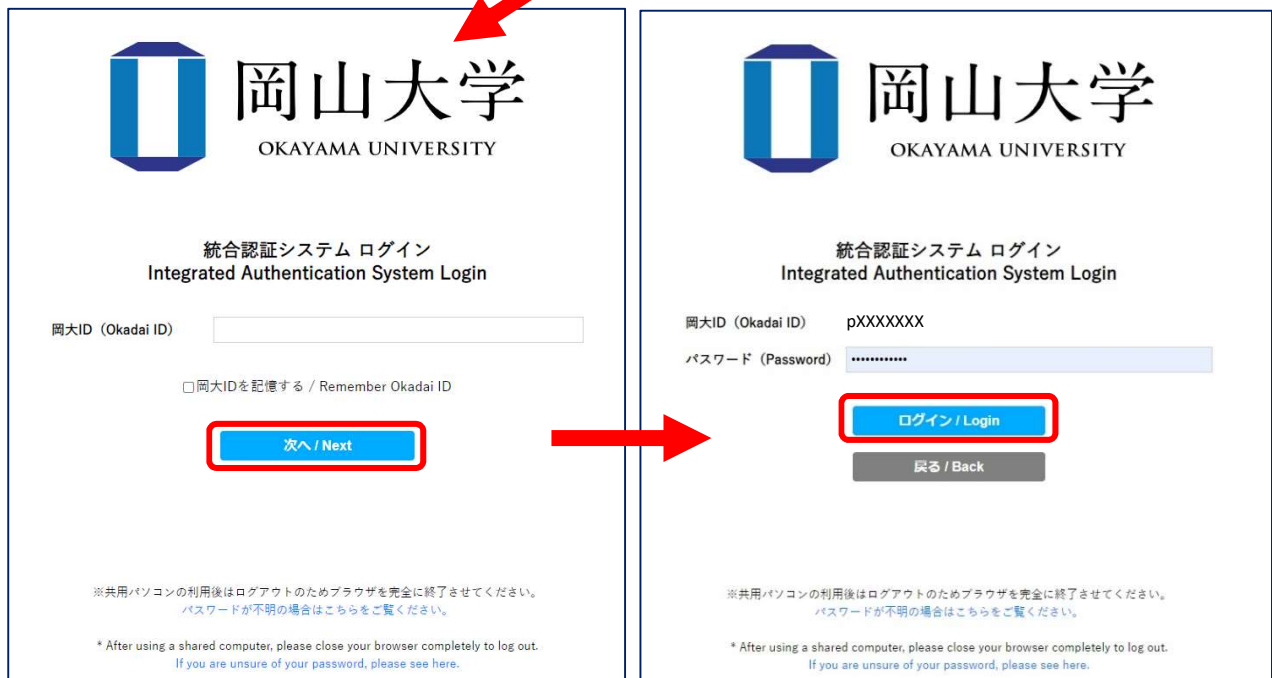 岡山大学
OKAYAMA UNIVERSITY
統合認証システム ログイン
Integrated Authentication System Login
岡大ID（Okadai ID）
□岡大IDを記憶する / Remember Okadai ID
次へ / Next
※共用パソコンの利用後はログアウトのためブラウザを完全に終了させてください。
パスワードが不明の場合はこちらをご覧ください。
* After using a shared computer, please close your browser completely to log out.
If you are unsure of your password, please see here.
岡山大学
OKAYAMA UNIVERSITY
統合認証システム ログイン
Integrated Authentication System Login
岡大ID（Okadai ID） pXXXXXXX
パスワード（Password） ••••••••••••
ログイン / Login
戻る / Back
※共用パソコンの利用後はログアウトのためブラウザを完全に終了させてください。
パスワードが不明の場合はこちらをご覧ください。
* After using a shared computer, please close your browser completely to log out.
If you are unsure of your password, please see here.